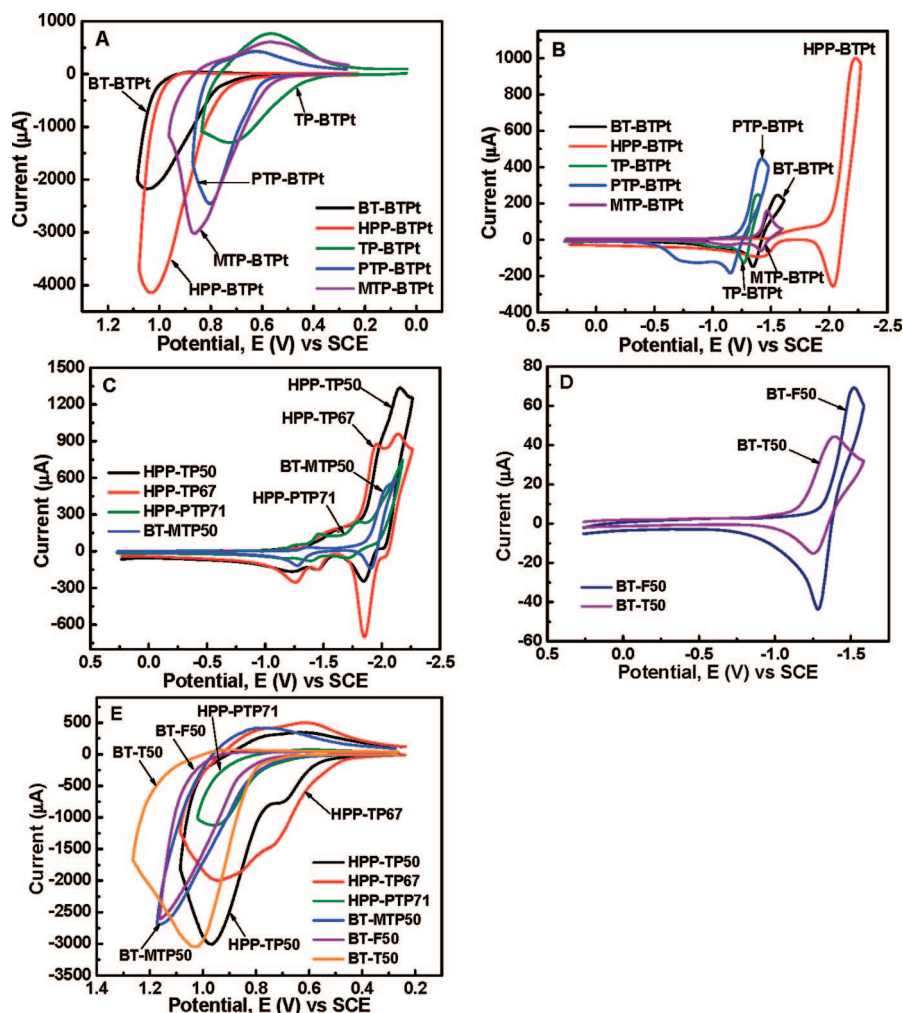 A
1000
0
-1000
-2000
-3000
-4000
Current (µA)
BT-BTPt
TP-BTPt
PTP-BTPt
MTP-BTPt
HPP-BTPt
BT-BTPt
HPP-BTPt
TP-BTPt
PTP-BTPt
MTP-BTPt
1.2 1.0 0.8 0.6 0.4 0.2 0.0
Potential, E (V) vs SCE
B
1000
800
600
400
200
0
-200
-400
Current (µA)
HPP-BTPt
BT-BTPt
HPP-BTPt
TP-BTPt
PTP-BTPt
MTP-BTPt
PTP-BTPt
BT-BTPt
MTP-BTPt
TP-BTPt
0.5 0.0 -0.5 -1.0 -1.5 -2.0 -2.5
Potential, E (V) vs SCE
C
1500
1200
900
600
300
0
-300
-600
Current (µA)
HPP-TP50
HPP-TP67
BT-MTP50
HPP-PTP71
HPP-TP50
HPP-TP67
HPP-PTP71
BT-MTP50
0.5 0.0 -0.5 -1.0 -1.5 -2.0 -2.5
Potential, E (V) vs SCE
D
80
60
40
20
0
-20
-40
60
Current (µA)
BT-F50
BT-T50
BT-F50
BT-T50
0.5 0.0 -0.5 -1.0 -1.5
Potential, E (V) vs SCE
E
500
0
-500
-1000
-1500
-2000
-2500
-3000
-3500
Current (µA)
HPP-PTP71
BT-F50
BT-T50
HPP-TP67
BT-MTP50
HPP-TP50
HPP-TP50
HPP-TP67
HPP-PTP71
BT-MTP50
BT-F50
BT-T50
1.4 1.2 1.0 0.8 0.6 0.4 0.2
Potential, E (V) vs SCE